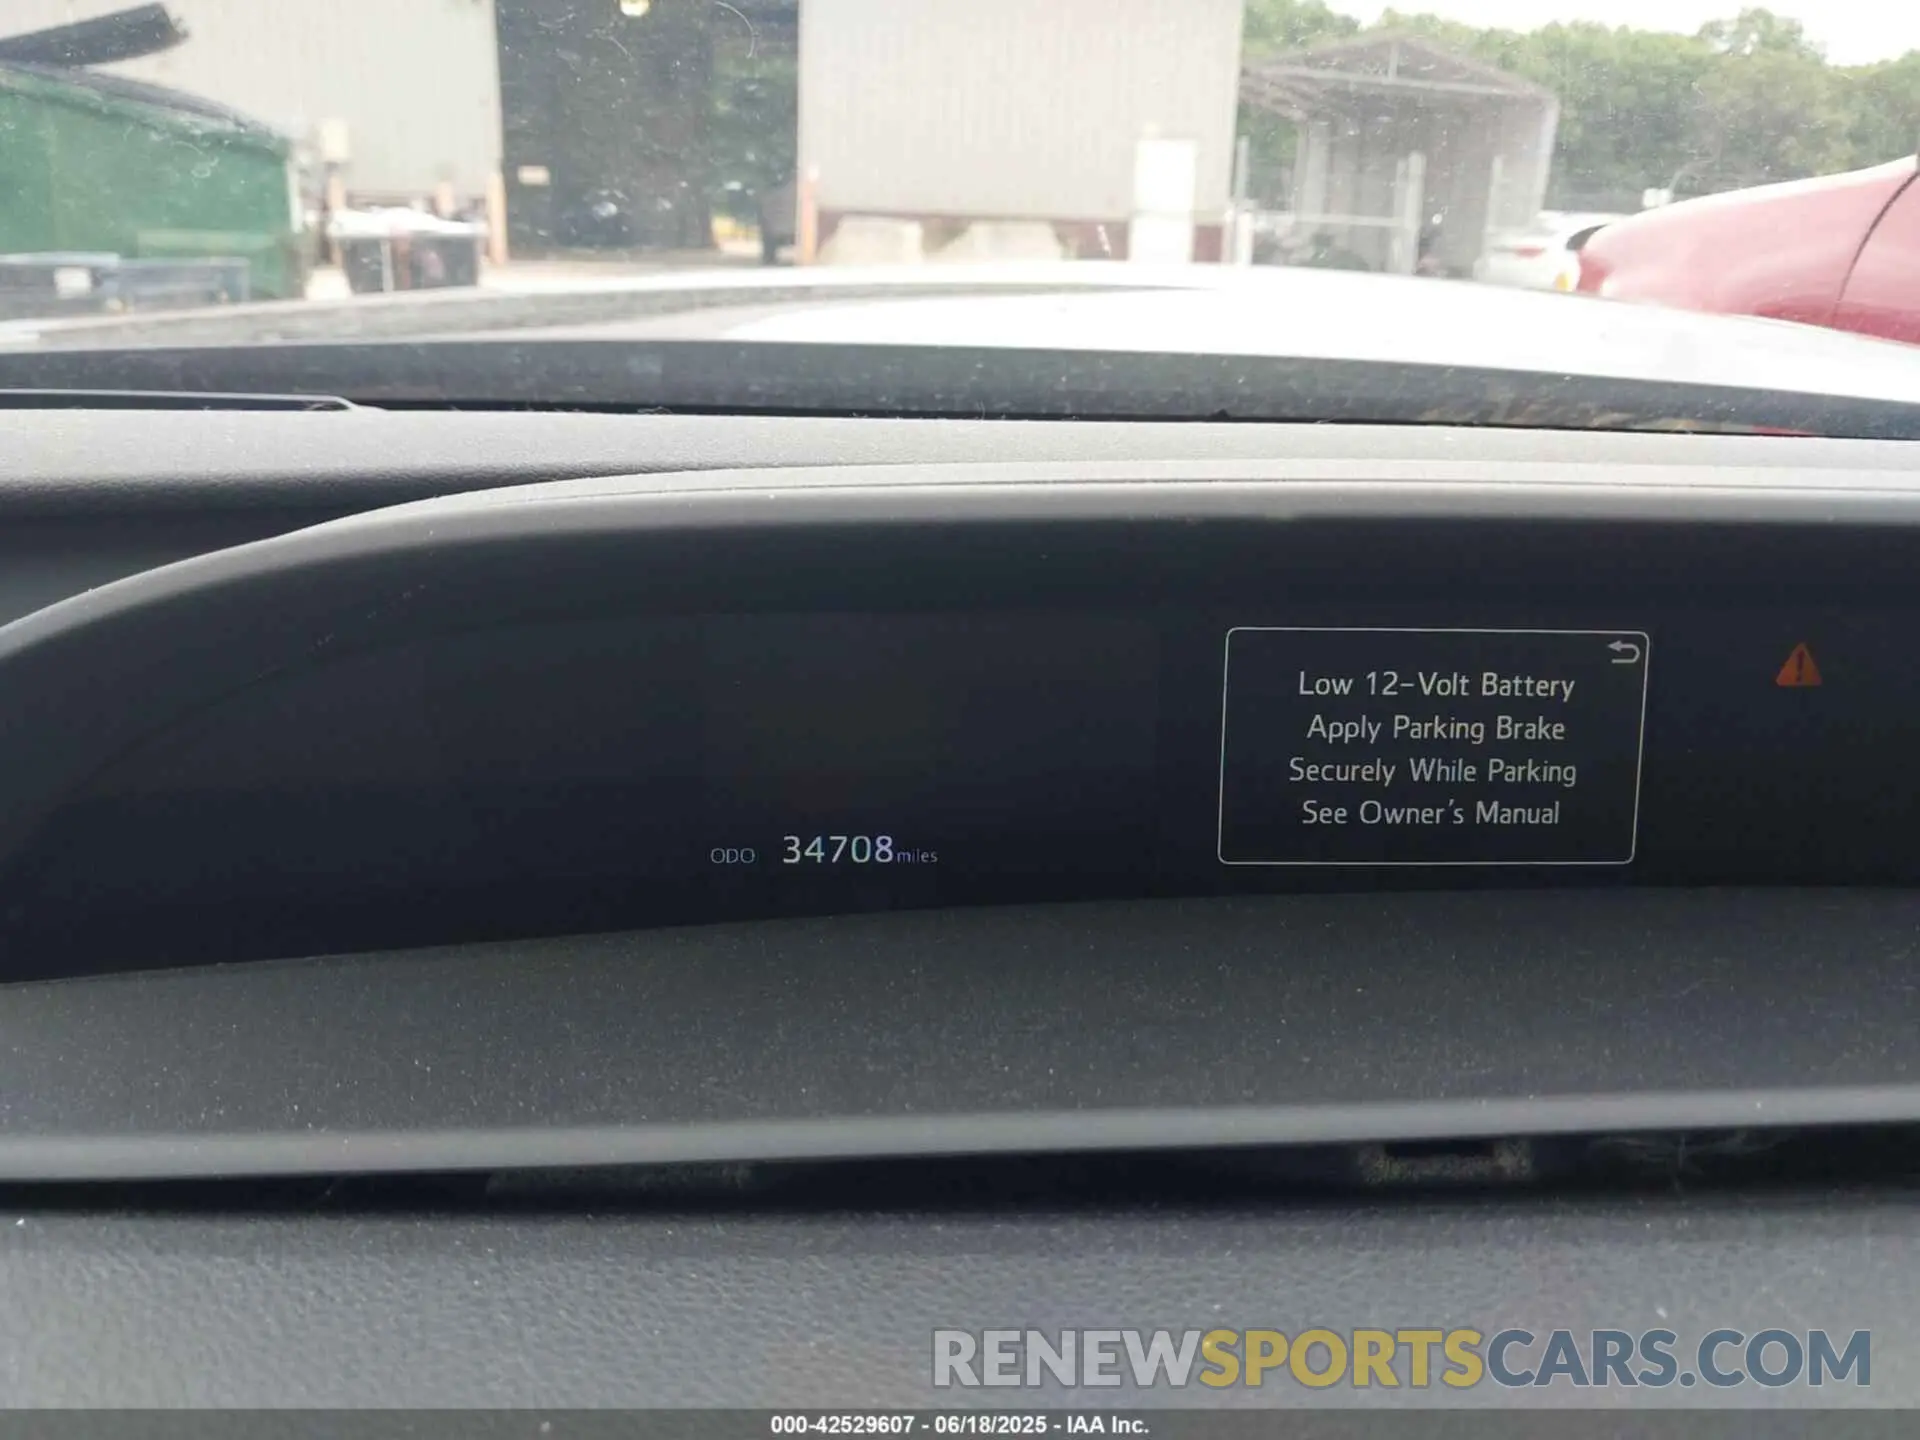 Low 12-Volt Battery
Apply Parking Brake
Securely While Parking
See Owner's Manual
ODO 34708 miles
RENEWSPORTSCARS.COM
000-42529607 - 06/18/2025 - IAA Inc.